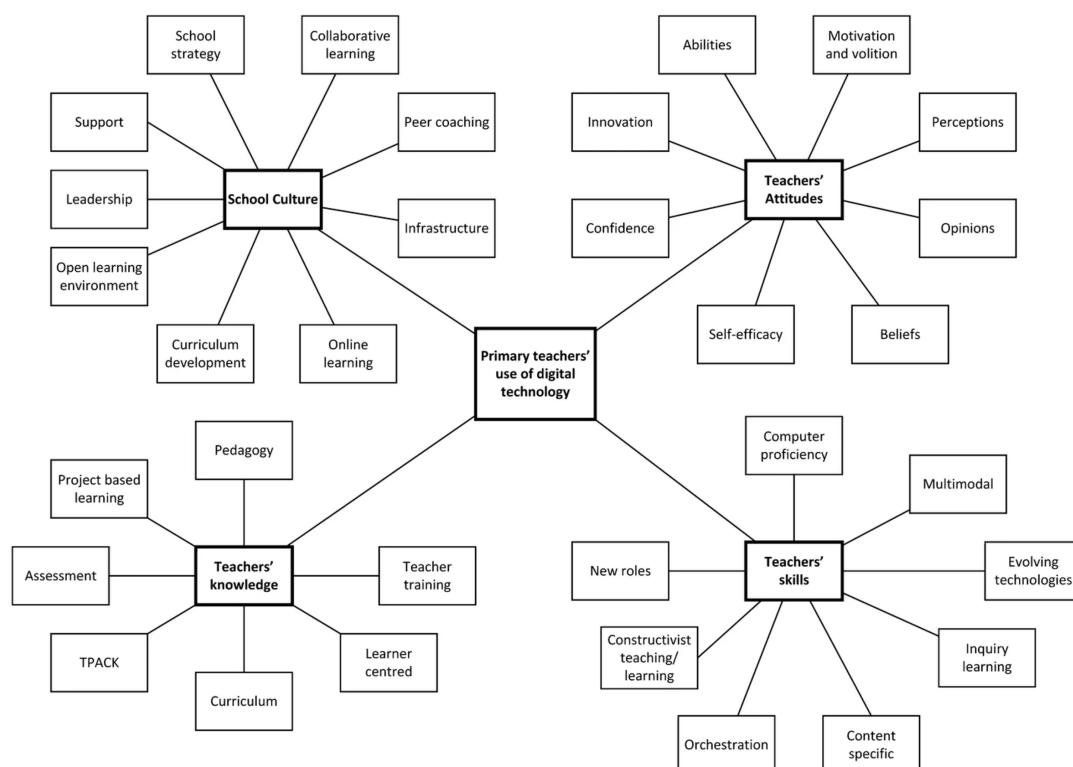 School
strategy
Collaborative
learning
Support
Peer coaching
School Culture
Leadership
Infrastructure
Open learning
environment
Curriculum
development
Online
learning
Abilities
Motivation
and volition
Innovation
Perceptions
Teachers’
Attitudes
Confidence
Opinions
Self-efficacy
Beliefs
Primary teachers’
use of digital
technology
Pedagogy
Project based
learning
Assessment
Teachers’
knowledge
Teacher
training
TPACK
Learner
centred
Curriculum
Computer
proficiency
Multimodal
New roles
Teachers’
skills
Evolving
technologies
Constructivist
teaching/
learning
Inquiry
learning
Orchestration
Content
specific